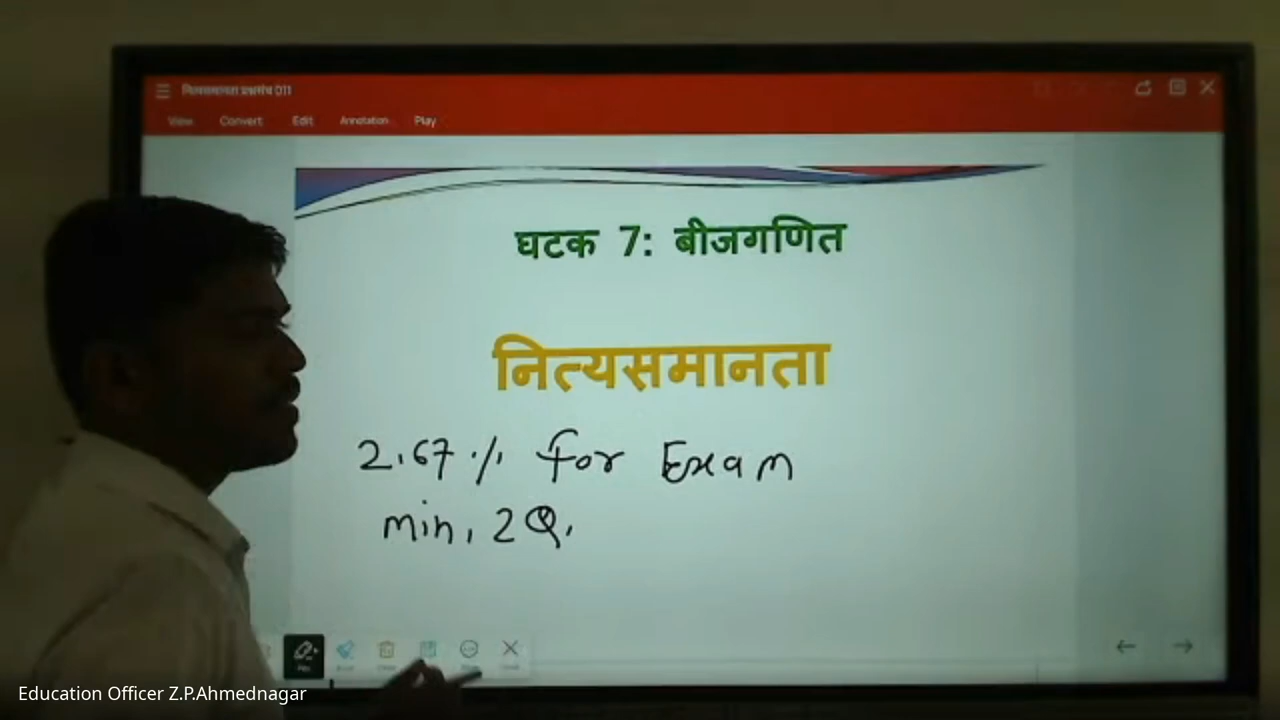 011
View Convert Edit Annotation Play
घटक 7: बीजगणित
नित्यसमानता
2.67 % for Exam
min. 2Q.
Education Officer Z.P.Ahmednagar